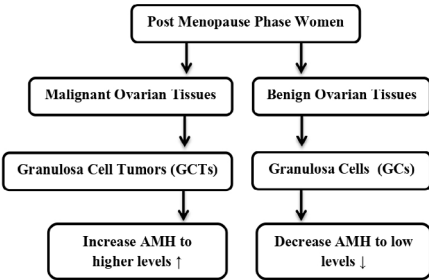 Post Menopause Phase Women
Malignant Ovarian Tissues
Benign Ovarian Tissues
Granulosa Cell Tumors (GCTs)
Granulosa Cells (GCs)
Increase AMH to
higher levels ↑
Decrease AMH to low
levels ↓